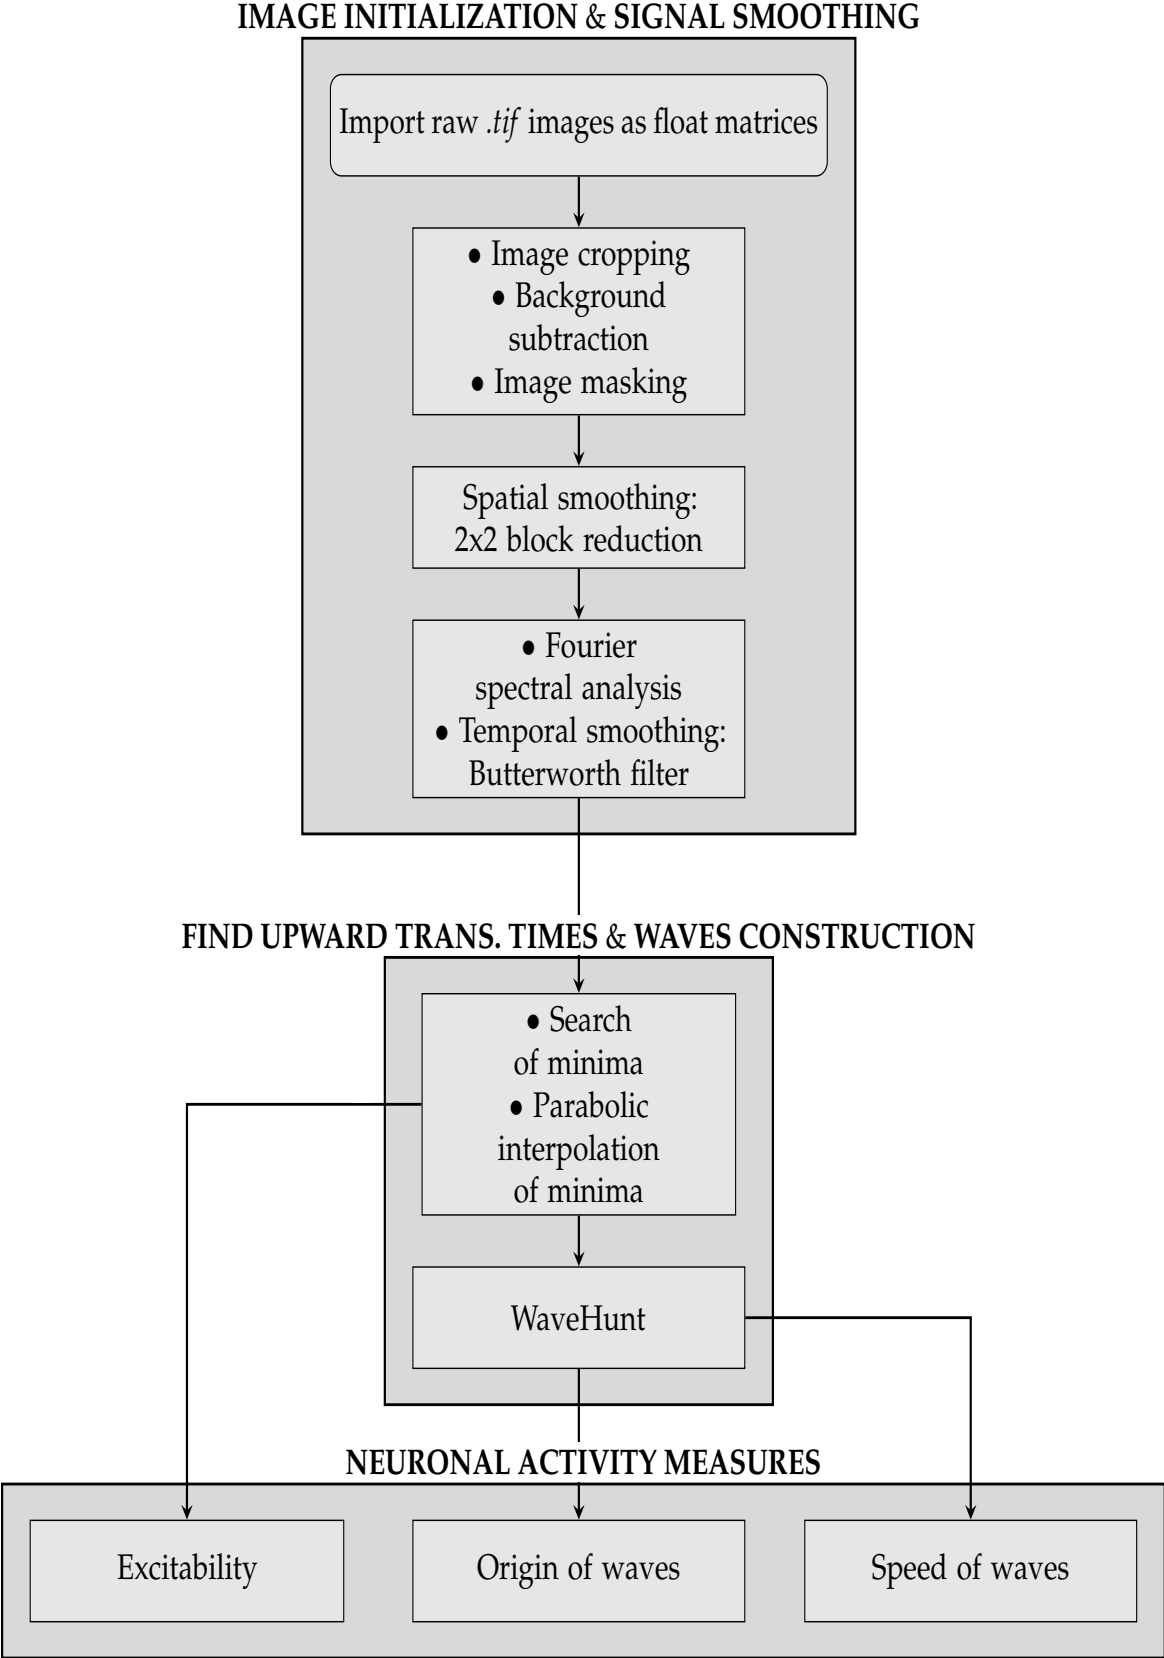 IMAGE INITIALIZATION & SIGNAL SMOOTHING
Import raw .tif images as float matrices
• Image cropping
• Background
subtraction
• Image masking
Spatial smoothing:
2x2 block reduction
• Fourier
spectral analysis
• Temporal smoothing:
Butterworth filter
FIND UPWARD TRANS. TIMES & WAVES CONSTRUCTION
• Search
of minima
• Parabolic
interpolation
of minima
WaveHunt
NEURONAL ACTIVITY MEASURES
Excitability
Origin of waves
Speed of waves